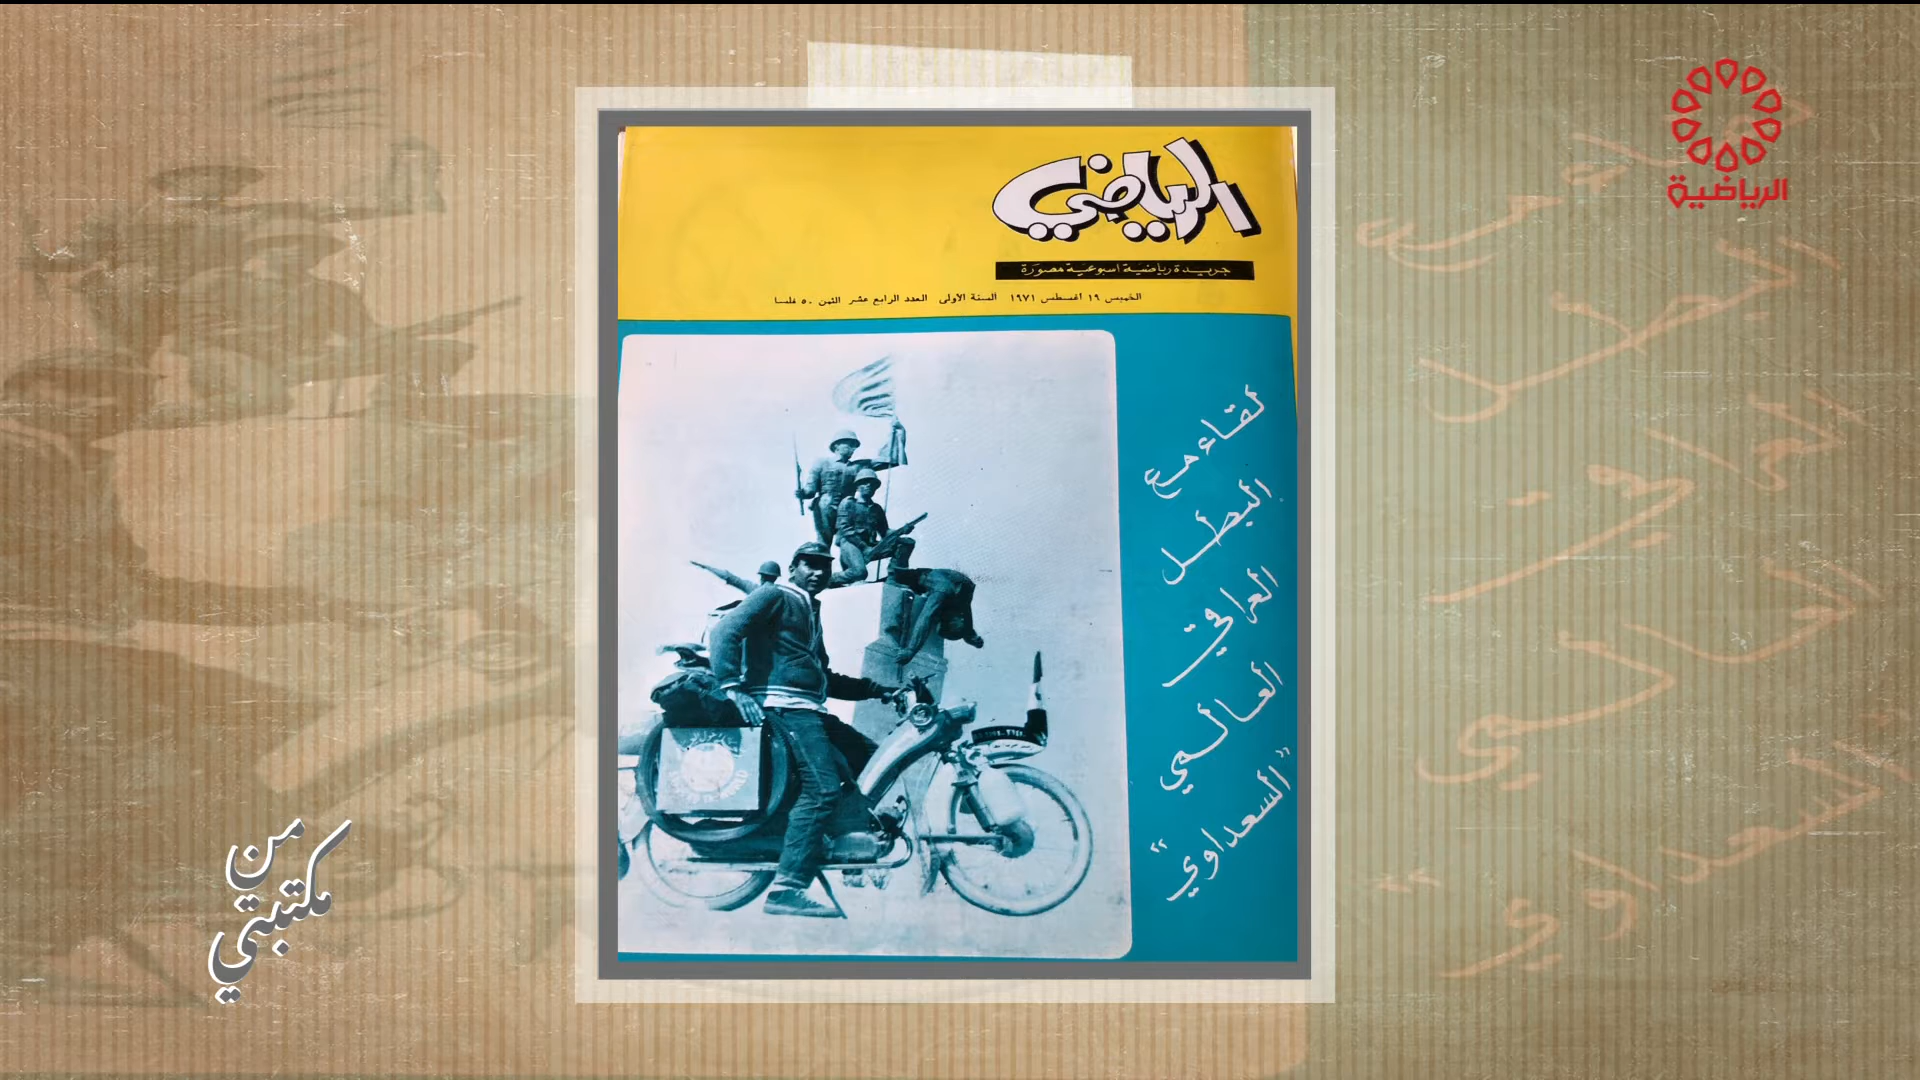 الرياضية
الرياضي
جريدة رياضية اسبوعية مصورة
الخميس ١٩ اغسطس ١٩٧١ السنة الأولى العدد الرابع عشر الثمن ٥٠ فلسا
لقاء مع
البطل
العراقي
العالمي
"السعداوي"
من
مكتبتي